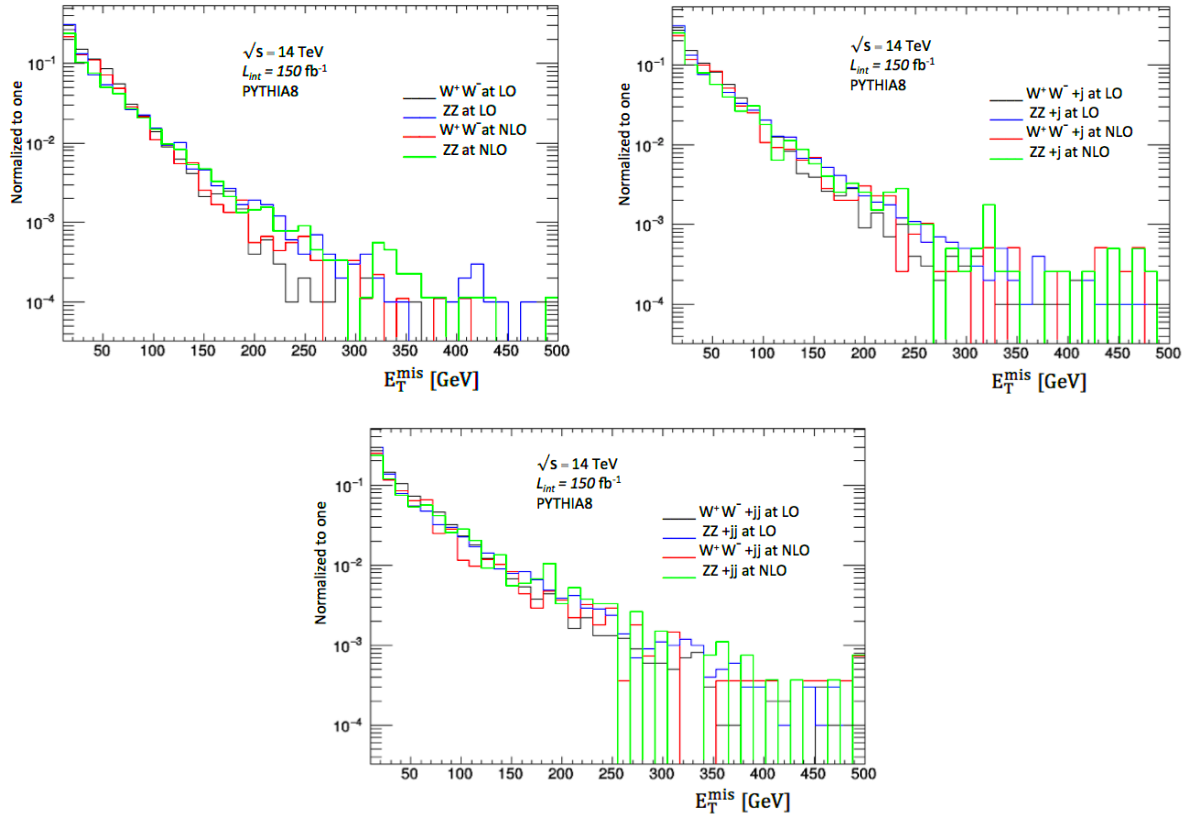 Normalized to one
10⁻¹
10⁻²
10⁻³
10⁻⁴
√s = 14 TeV
L_int = 150 fb⁻¹
PYTHIA8
W⁺W⁻ at LO
ZZ at LO
W⁺W⁻ at NLO
ZZ at NLO
50 100 150 200 250 300 350 400 450 500
E_T^mis [GeV]
Normalized to one
10⁻¹
10⁻²
10⁻³
10⁻⁴
√s = 14 TeV
L_int = 150 fb⁻¹
PYTHIA8
W⁺W⁻ +j at LO
ZZ +j at LO
W⁺W⁻ +j at NLO
ZZ +j at NLO
50 100 150 200 250 300 350 400 450 500
E_T^mis [GeV]
Normalized to one
10⁻¹
10⁻²
10⁻³
10⁻⁴
√s = 14 TeV
L_int = 150 fb⁻¹
PYTHIA8
W⁺W⁻ +jj at LO
ZZ +jj at LO
W⁺W⁻ +jj at NLO
ZZ +jj at NLO
50 100 150 200 250 300 350 400 450 500
E_T^mis [GeV]